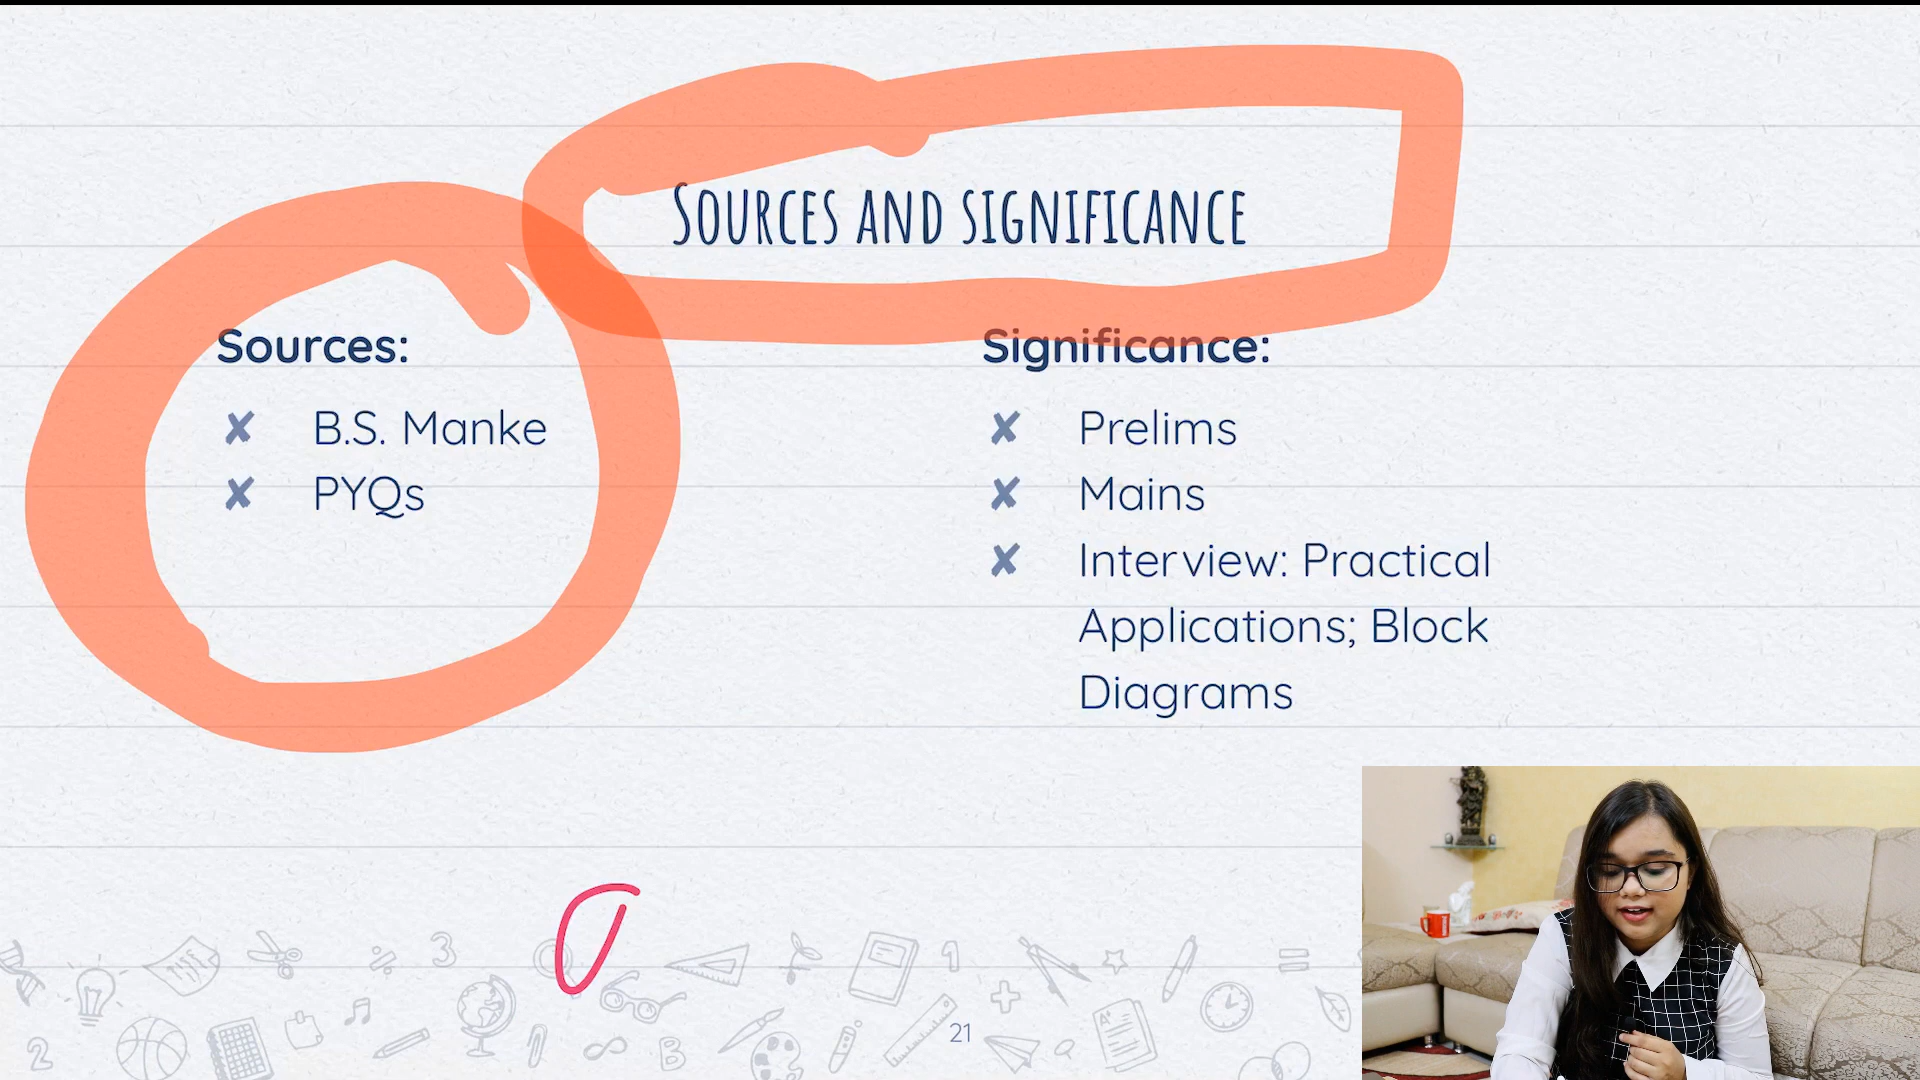 Sources and significance
Sources:
✘ B.S. Manke
✘ PYQs
Significance:
✘ Prelims
✘ Mains
✘ Interview: Practical
Applications; Block
Diagrams
21